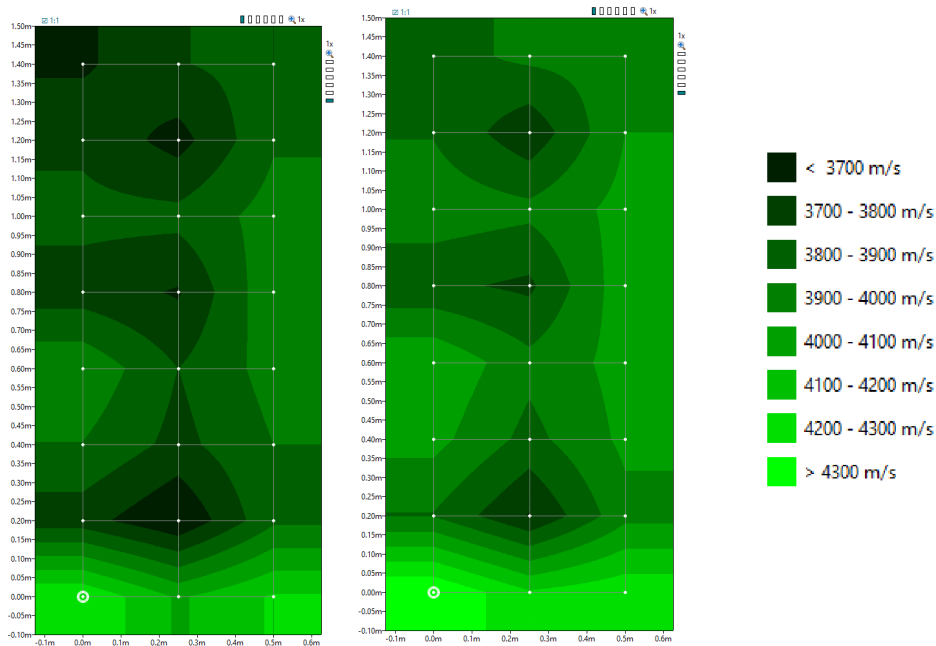 1:1
1x
1x
1.50m
1.45m
1.40m
1.35m
1.30m
1.25m
1.20m
1.15m
1.10m
1.05m
1.00m
0.95m
0.90m
0.85m
0.80m
0.75m
0.70m
0.65m
0.60m
0.55m
0.50m
0.45m
0.40m
0.35m
0.30m
0.25m
0.20m
0.15m
0.10m
0.05m
0.00m
-0.05m
-0.10m
-0.1m 0.0m 0.1m 0.2m 0.3m 0.4m 0.5m 0.6m
1:1
1x
1x
1.50m
1.45m
1.40m
1.35m
1.30m
1.25m
1.20m
1.15m
1.10m
1.05m
1.00m
0.95m
0.90m
0.85m
0.80m
0.75m
0.70m
0.65m
0.60m
0.55m
0.50m
0.45m
0.40m
0.35m
0.30m
0.25m
0.20m
0.15m
0.10m
0.05m
0.00m
-0.05m
-0.10m
-0.1m 0.0m 0.1m 0.2m 0.3m 0.4m 0.5m 0.6m
< 3700 m/s
3700 - 3800 m/s
3800 - 3900 m/s
3900 - 4000 m/s
4000 - 4100 m/s
4100 - 4200 m/s
4200 - 4300 m/s
> 4300 m/s